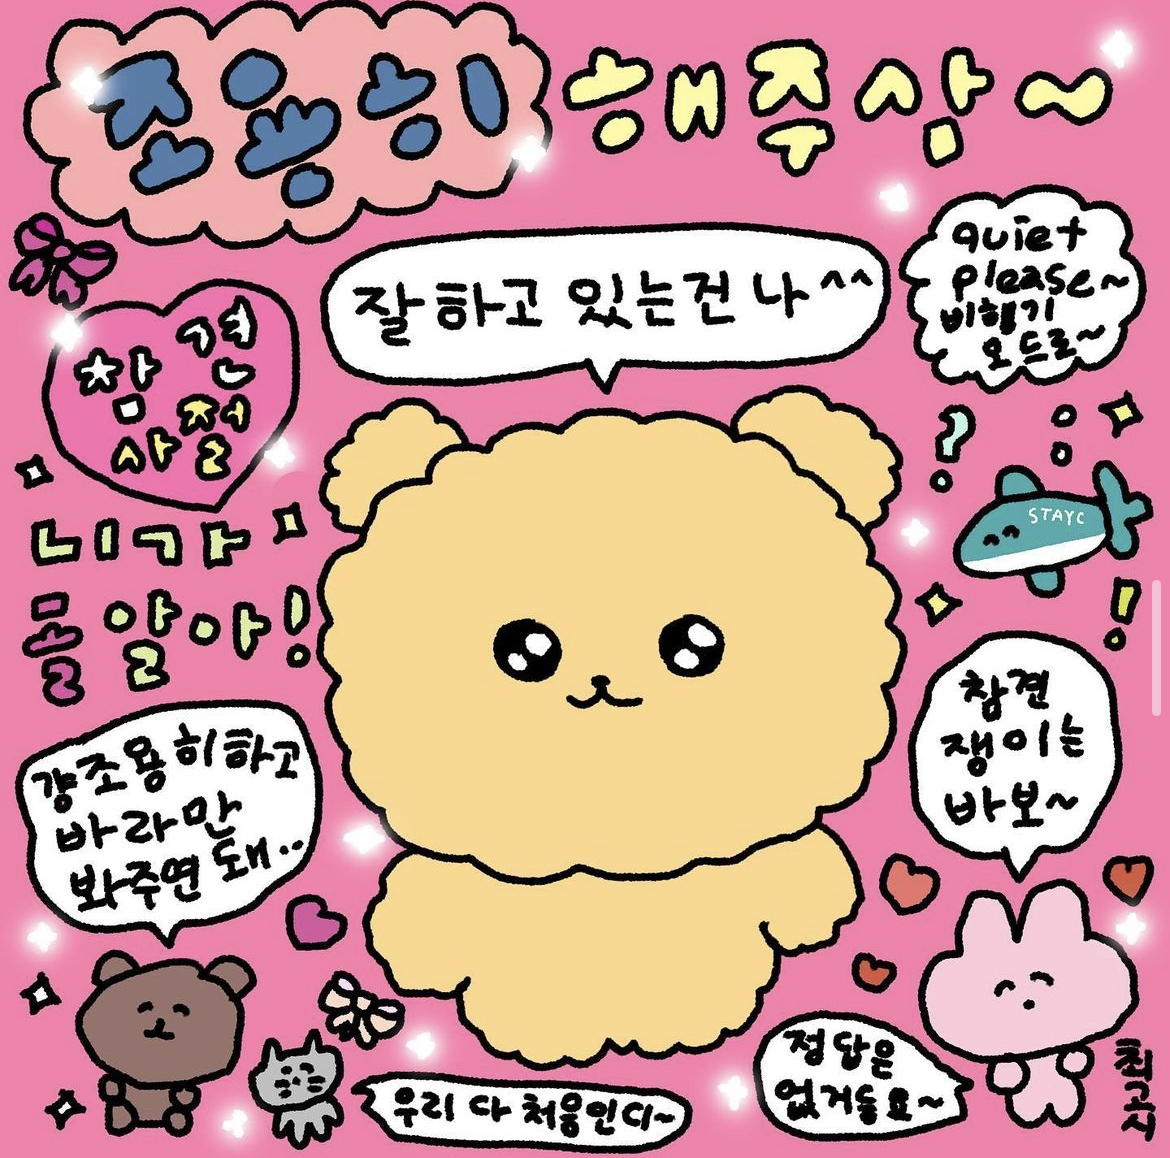 조용히 해주삼~
quiet
please~
비행기
모드로~
잘하고 있는건 나^^
참견
사절
니가
몰알아!
? : !
STAYC
걍조용히하고
바라만
봐주면 돼..
참견
쟁이는
바보~
우리 다 처음인디~
정답은
없거등요~
최고심